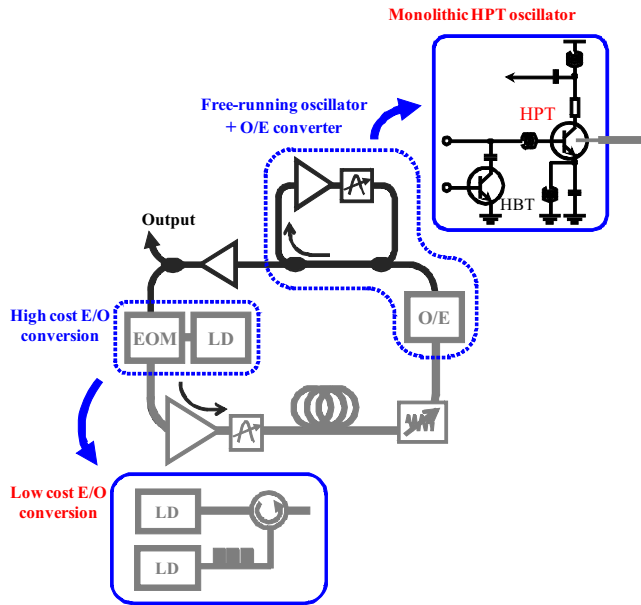 Monolithic HPT oscillator
Free-running oscillator
+ O/E converter
HPT
HBT
Output
High cost E/O
conversion
EOM
LD
O/E
Low cost E/O
conversion
LD
LD